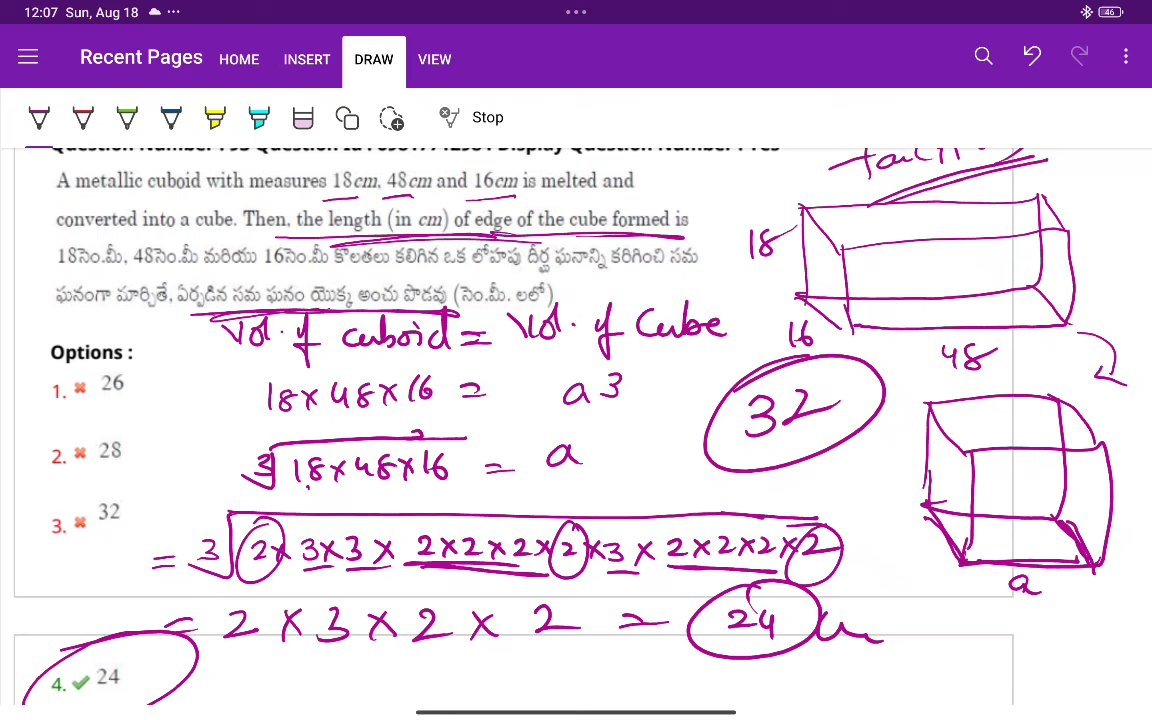 12:07 Sun, Aug 18
46
Recent Pages HOME INSERT DRAW VIEW
Stop
A metallic cuboid with measures 18cm, 48cm and 16cm is melted and
converted into a cube. Then, the length (in cm) of edge of the cube formed is
18సెం.మీ, 48సెం.మీ మరియు 16సెం.మీ కొలతలు కలిగిన ఒక లోహపు దీర్ఘ ఘనాన్ని కరిగించి సమ
ఘనంగా మార్చితే, ఏర్పడిన సమ ఘనం యొక్క అంచు పొడవు (సెం.మీ. లలో)
Vol. of cuboid = Vol. of Cube
Options :
1. 26
18×48×16 = a3
2. 28
3√18×48×16 = a
3. 32
= 3√2×3×3×2×2×2×2×3×2×2×2×2
= 2×3×2×2 = 24 cm
4. 24
18
16
48
32
a